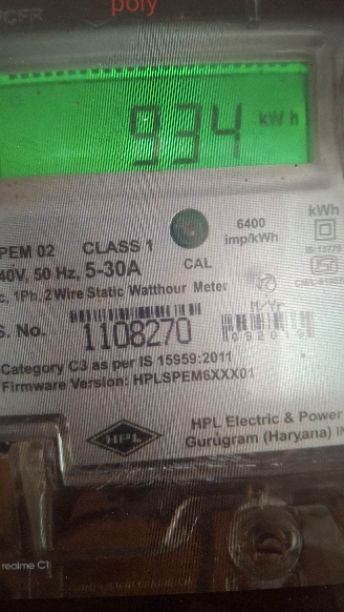 poly
934 kWh
6400
imp/kWh
kWh
PEM 02 CLASS 1
40V, 50 Hz, 5-30A CAL
1Ph, 2Wire Static Watthour Meter
M/Yr
S. No. 1108270
Category C3 as per IS 15959:2011
Firmware Version: HPLSPEM6XXX01
HPL
HPL Electric & Power
Gurugram (Haryana)
realme C1